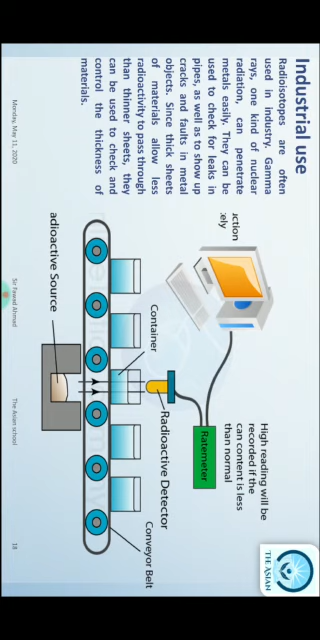 Industrial use
Radioisotopes are often
used in industry. Gamma
rays, one kind of nuclear
radiation, can penetrate
metals easily. They can be
used to check for leaks in
pipes, as well as to show up
cracks and faults in metal
objects. Since thick sheets
of materials allow less
radioactivity to pass through
than thinner sheets, they
can be used to check and
control the thickness of
materials.
High reading will be
recorded if the
can content is less
than normal
Ratemeter
Radioactive Detector
Container
Conveyor Belt
adioactive Source
THE ASIAN
Monday, May 11, 2020
Sir Fawad Ahmad
The Asian school
18